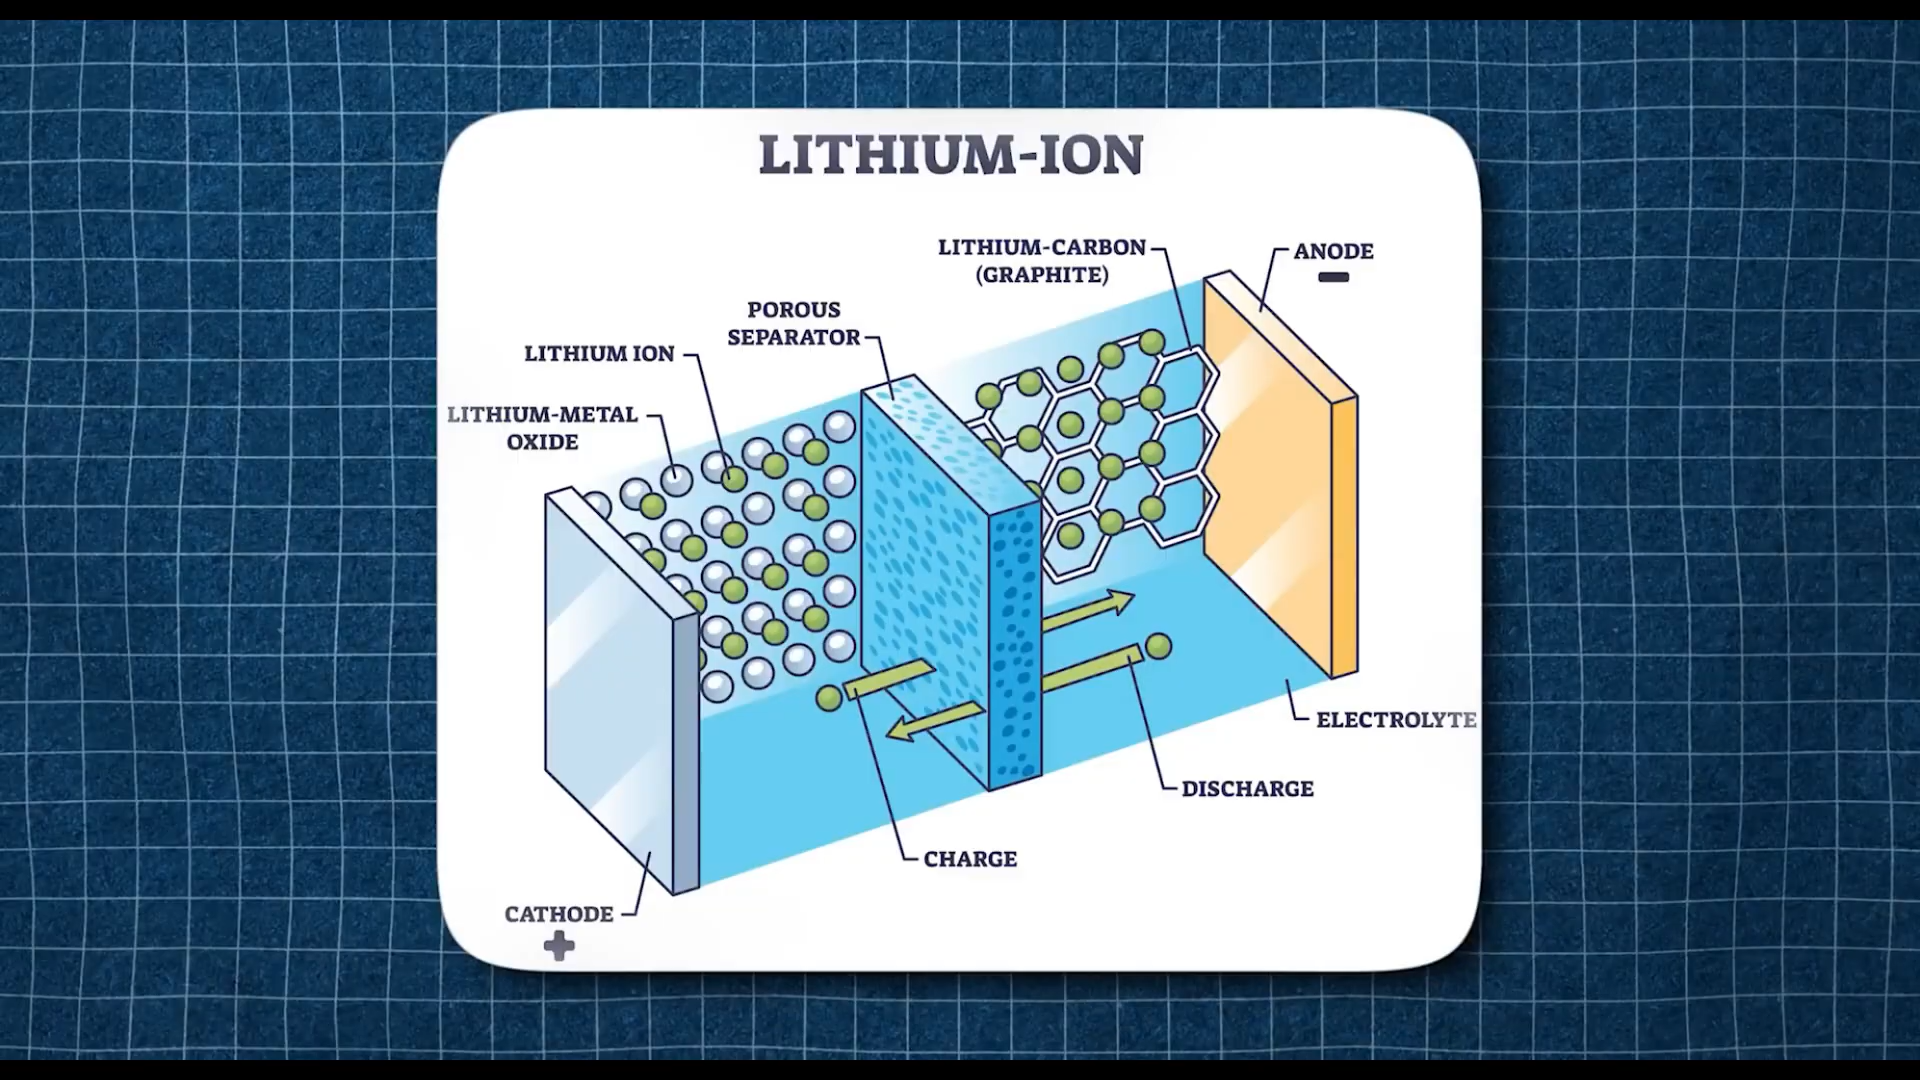 LITHIUM-ION
LITHIUM-CARBON
(GRAPHITE)
ANODE
POROUS
SEPARATOR
LITHIUM ION
LITHIUM-METAL
OXIDE
ELECTROLYTE
DISCHARGE
CHARGE
CATHODE